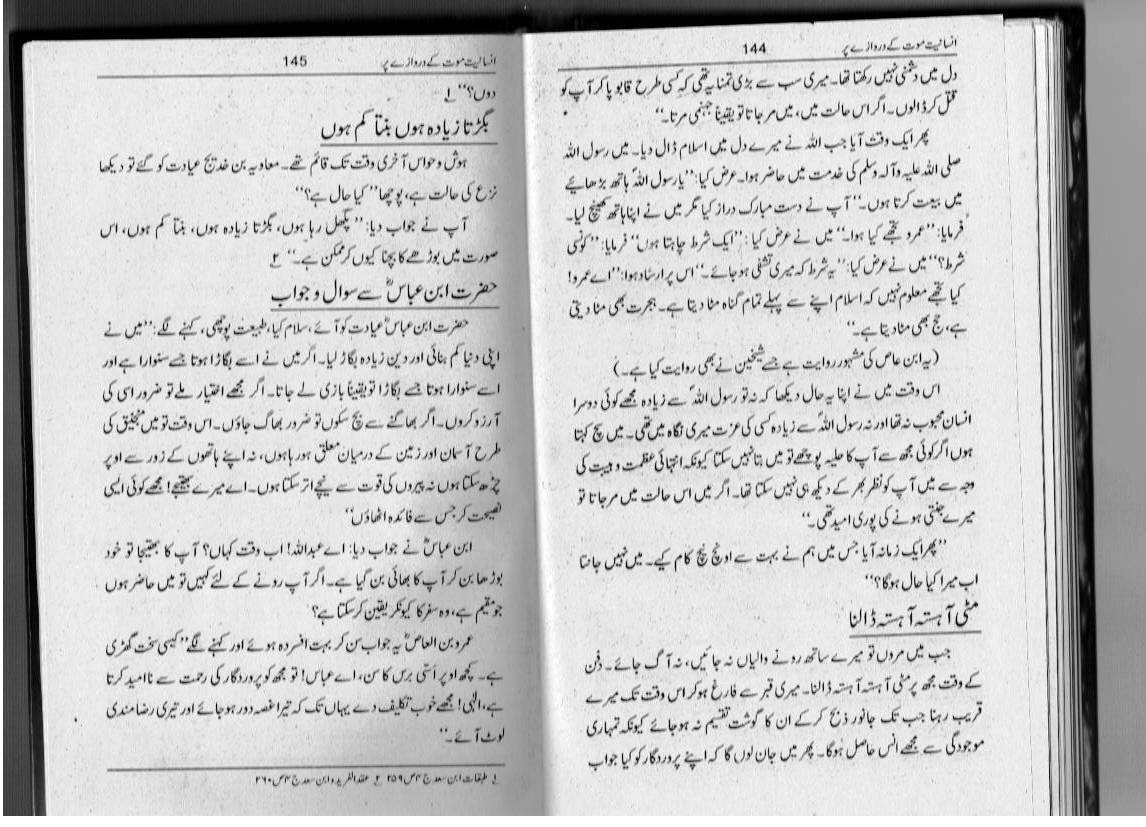 انسانیت موت کے دروازے پر 144
دل میں دشمنی نہیں رکھتا تھا۔ میری سب سے بڑی تمنا یہ تھی کہ کسی طرح قابو پا کر آپ کو
قتل کر ڈالوں۔ اگر اس حالت میں، میں مر جاتا تو یقیناً جہنمی مرتا۔‘‘
پھر ایک وقت آیا جب اللہ نے میرے دل میں اسلام ڈال دیا۔ میں رسول اللہ
صلی اللہ علیہ وآلہ وسلم کی خدمت میں حاضر ہوا۔ عرض کیا: ’’یا رسول اللہؐ ہاتھ بڑھائیے
میں بیعت کرتا ہوں۔‘‘ آپ نے دست مبارک دراز کیا مگر میں نے اپنا ہاتھ کھینچ لیا۔
فرمایا: ’’عمرو تجھے کیا ہوا۔‘‘ میں نے عرض کیا: ’’ایک شرط چاہتا ہوں‘‘ فرمایا: ’’کونسی
شرط؟‘‘ میں نے عرض کیا: ’’یہ شرط کہ میری تشفی ہو جائے۔‘‘ اس پر ارشاد ہوا: ’’اے عمرو!
کیا تجھے معلوم نہیں کہ اسلام اپنے سے پہلے تمام گناہ مٹا دیتا ہے۔ ہجرت بھی مٹا دیتی
ہے، حج بھی مٹا دیتا ہے۔‘‘
(یہ ابن عاص کی مشہور روایت ہے جسے شیخین نے بھی روایت کیا ہے۔)
اس وقت میں نے اپنا یہ حال دیکھا کہ نہ تو رسول اللہؐ سے زیادہ مجھے کوئی دوسرا
انسان محبوب نہ تھا اور نہ رسول اللہؐ سے زیادہ کسی کی عزت میری نگاہ میں تھی۔ میں سچ کہتا
ہوں اگر کوئی مجھ سے آپ کا حلیہ پوچھے تو میں بتا نہیں سکتا کیونکہ انتہائی عظمت و ہیبت کی
وجہ سے میں آپ کو نظر بھر کے دیکھ ہی نہیں سکتا تھا۔ اگر میں اس حالت میں مر جاتا تو
میرے جنتی ہونے کی پوری امید تھی۔‘‘
’’پھر ایک زمانہ آیا جس میں ہم نے بہت سے اونچ نیچ کام کیے۔ میں نہیں جانتا
اب میرا کیا حال ہوگا؟‘‘
مٹی آہستہ آہستہ ڈالنا
جب میں مروں تو میرے ساتھ رونے والیاں نہ جائیں، نہ آگ جائے۔ دفن
کے وقت مجھ پر مٹی آہستہ آہستہ ڈالنا۔ میری قبر سے فارغ ہو کر اس وقت تک میرے
قریب رہنا جب تک جانور ذبح کر کے ان کا گوشت تقسیم نہ ہو جائے کیونکہ تمہاری
موجودگی سے مجھے انس حاصل ہوگا۔ پھر میں جان لوں گا کہ اپنے پروردگار کو کیا جواب
انسانیت موت کے دروازے پر 145
دوں؟‘‘ ۱؎
بگڑتا زیادہ ہوں بنتا کم ہوں
ہوش و حواس آخری وقت تک قائم تھے۔ معاویہ بن خدیج عیادت کو گئے تو دیکھا
نزع کی حالت ہے، پوچھا ’’کیا حال ہے؟‘‘
آپ نے جواب دیا: ’’پگھل رہا ہوں، بگڑتا زیادہ ہوں، بنتا کم ہوں، اس
صورت میں بوڑھے کا بچنا کیوں کر ممکن ہے۔‘‘ ۲؎
حضرت ابن عباسؓ سے سوال و جواب
حضرت ابن عباسؓ عیادت کو آئے، سلام کیا، طبیعت پوچھی، کہنے لگے: ’’میں نے
اپنی دنیا کم بنائی اور دین زیادہ بگاڑ لیا۔ اگر میں نے اسے بگاڑا ہوتا جسے سنوارا ہے اور
اسے سنوارا ہوتا جسے بگاڑا تو یقیناً بازی لے جاتا۔ اگر مجھے اختیار ملے تو ضرور اسی کی
آرزو کروں۔ اگر بھاگنے سے بچ سکوں تو ضرور بھاگ جاؤں۔ اس وقت تو میں منجنیق کی
طرح آسمان اور زمین کے درمیان معلق ہو رہا ہوں، نہ اپنے ہاتھوں کے زور سے اوپر
چڑھ سکتا ہوں نہ پیروں کی قوت سے نیچے اتر سکتا ہوں۔ اے میرے بھتیجے! مجھے کوئی ایسی
نصیحت کر جس سے فائدہ اٹھاؤں‘‘
ابن عباسؓ نے جواب دیا: اے عبداللہ! اب وقت کہاں؟ آپ کا بھتیجا تو خود
بوڑھا بن کر آپ کا بھائی بن گیا ہے۔ اگر آپ رونے کے لئے کہیں تو میں حاضر ہوں
جو مقیم ہے، وہ سفر کا کیونکر یقین کر سکتا ہے؟
عمرو بن العاصؓ یہ جواب سن کر بہت افسردہ ہوئے اور کہنے لگے ’’کیسی سخت گھڑی
ہے۔ کچھ اوپر اسّی برس کا سن، اے عباس! تو مجھ کو پروردگار کی رحمت سے ناامید کرتا
ہے، الٰہی! مجھے خوب تکلیف دے یہاں تک کہ تیرا غصہ دور ہو جائے اور تیری رضامندی
لوٹ آئے۔‘‘
۱؎ طبقات ابن سعد ج ۴ ص ۲۵۹ ۲؎ عقد الفرید و ابن سعد ج ۴ ص ۲۶۰